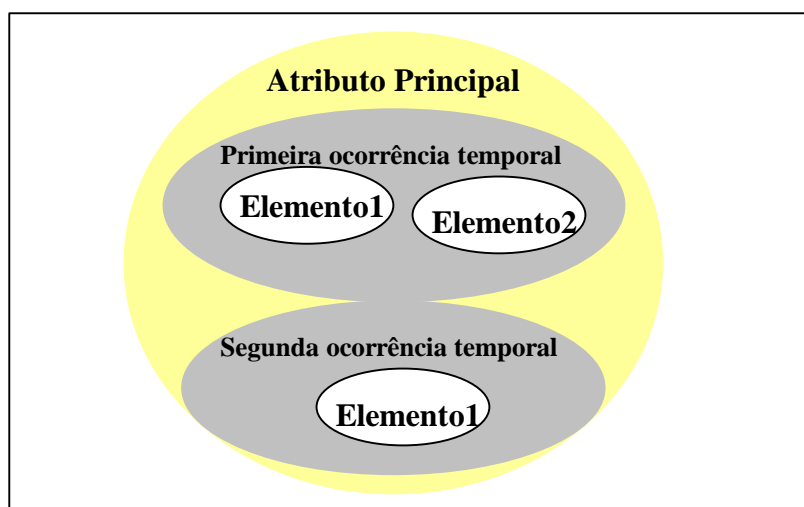 Atributo Principal
Primeira ocorrência temporal
Elemento1
Elemento2
Segunda ocorrência temporal
Elemento1